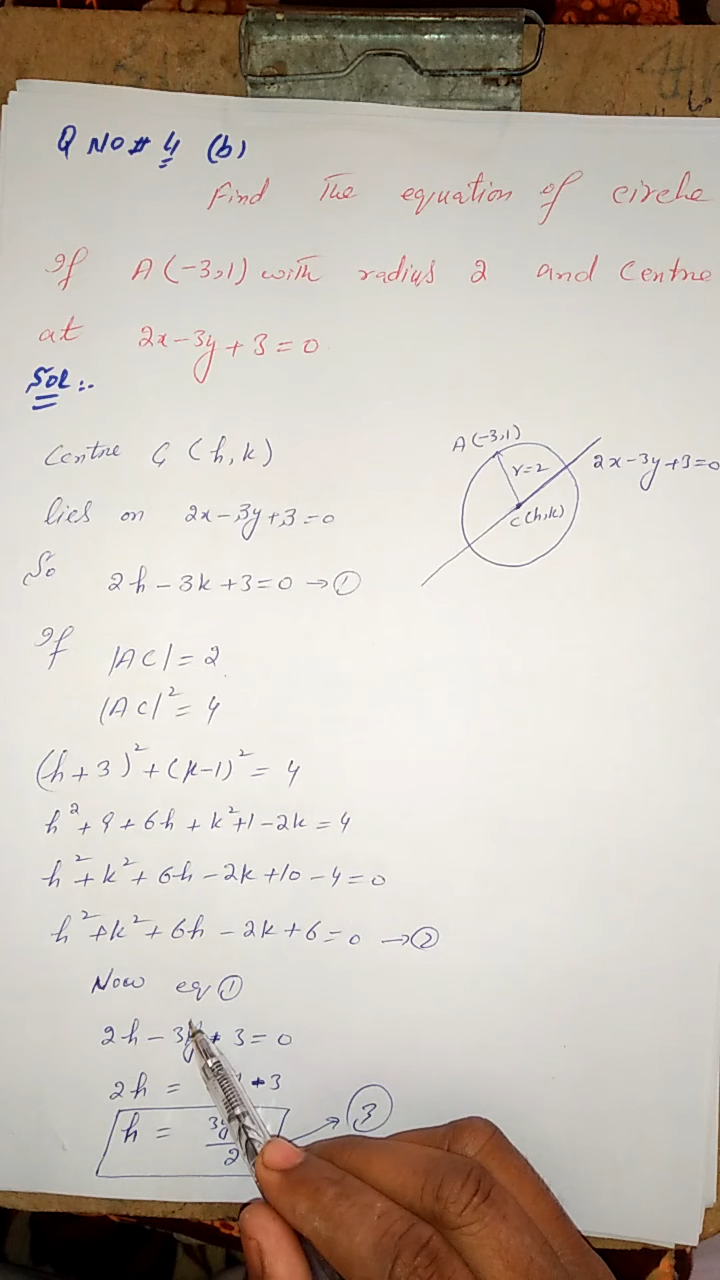 Q NO# 4 (b)
Find The equation of circle
If A(-3,1) with radius 2 and Centre
at 2x-3y+3=0
Sol:-
Centre C (h,k)
lies on 2x-3y+3=0
So 2h-3k+3=0 →①
A(-3,1)
r=2
2x-3y+3=0
C(h,k)
If |AC|=2
|AC|²=4
(h+3)²+(k-1)²=4
h²+9+6h+k²+1-2k=4
h²+k²+6h-2k+10-4=0
h²+k²+6h-2k+6=0 →②
Now eq①
2h-3y+3=0
2h= +3
h= 3y/2 →③